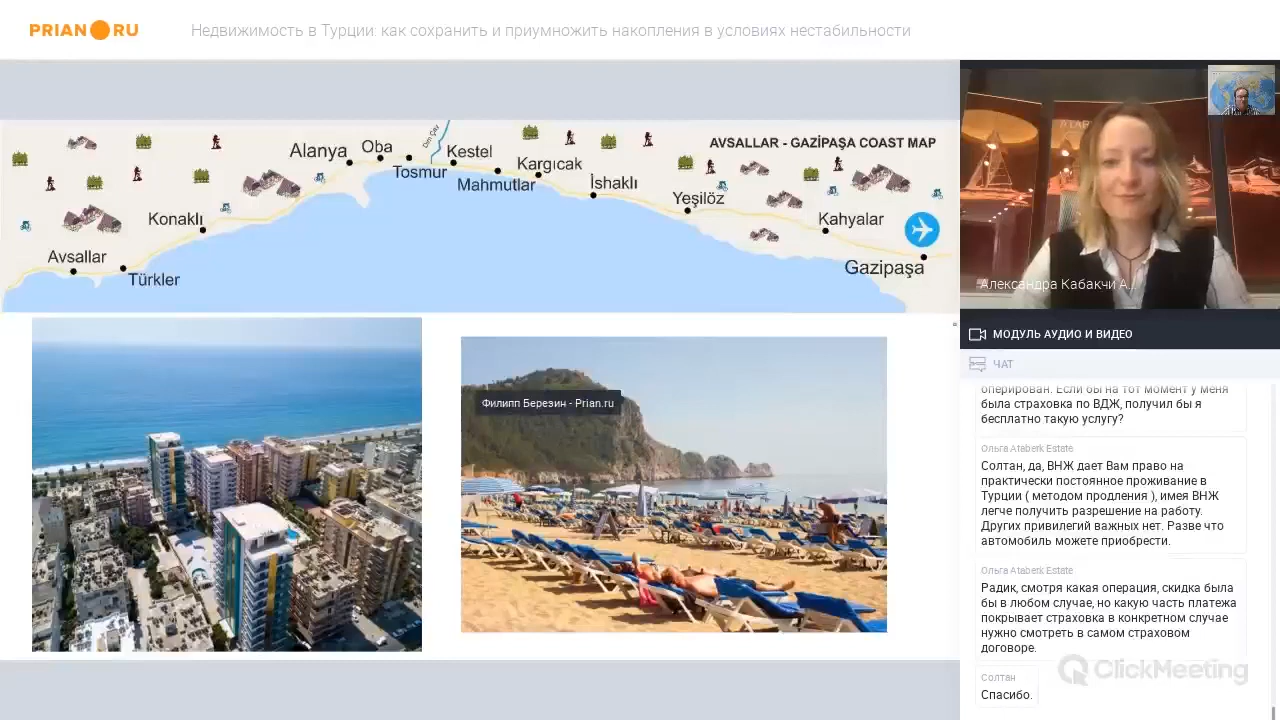 PRIAN RU
Недвижимость в Турции: как сохранить и приумножить накопления в условиях нестабильности
AVSALLAR - GAZİPAŞA COAST MAP
Dim Çay
Alanya
Oba
Tosmur
Kestel
Mahmutlar
Kargıcak
İshaklı
Yeşilöz
Kahyalar
Gazipaşa
Konaklı
Avsallar
Türkler
Филипп Березин - Prian.ru
Александра Кабакчи А...
МОДУЛЬ АУДИО И ВИДЕО
ЧАТ
оперирован. Если бы на тот момент у меня
была страховка по ВДЖ, получил бы я
бесплатно такую услугу?
Ольга Ataberk Estate
Солтан, да, ВНЖ дает Вам право на
практически постоянное проживание в
Турции ( методом продления ), имея ВНЖ
легче получить разрешение на работу.
Других привилегий важных нет. Разве что
автомобиль можете приобрести.
Ольга Ataberk Estate
Радик, смотря какая операция, скидка была
бы в любом случае, но какую часть платежа
покрывает страховка в конкретном случае
нужно смотреть в самом страховом
договоре.
ClickMeeting
Солтан
Спасибо.